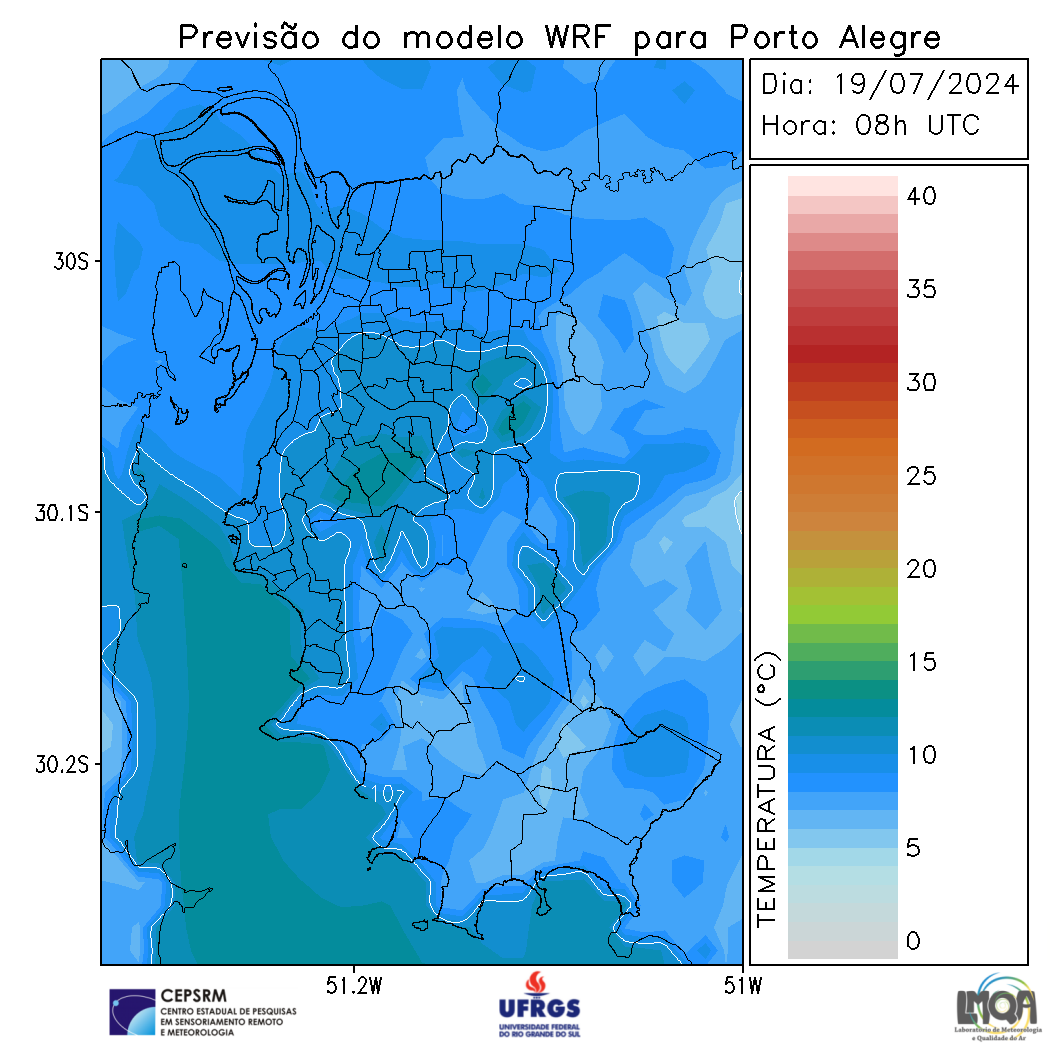 Previsão do modelo WRF para Porto Alegre
Dia: 19/07/2024
Hora: 08h UTC
40
35
30
25
20
15
10
5
0
TEMPERATURA (°C)
30S
30.1S
30.2S
10
51.2W
51W
CEPSRM
CENTRO ESTADUAL DE PESQUISAS
EM SENSORIAMENTO REMOTO
E METEOROLOGIA
UFRGS
UNIVERSIDADE FEDERAL
DO RIO GRANDE DO SUL
LMQA
Laboratório de Meteorologia
e Qualidade do Ar